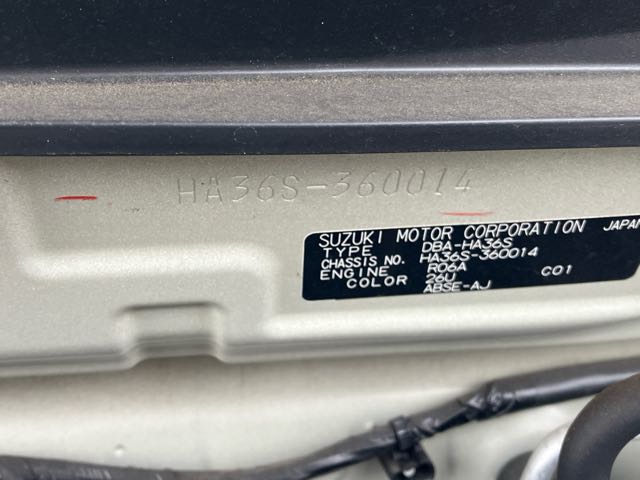 HA36S-360014
SUZUKI MOTOR CORPORATION JAPAN
TYPE DBA-HA36S
CHASSIS NO. HA36S-360014
ENGINE R06A C01
COLOR 26U
ABSE-AJ